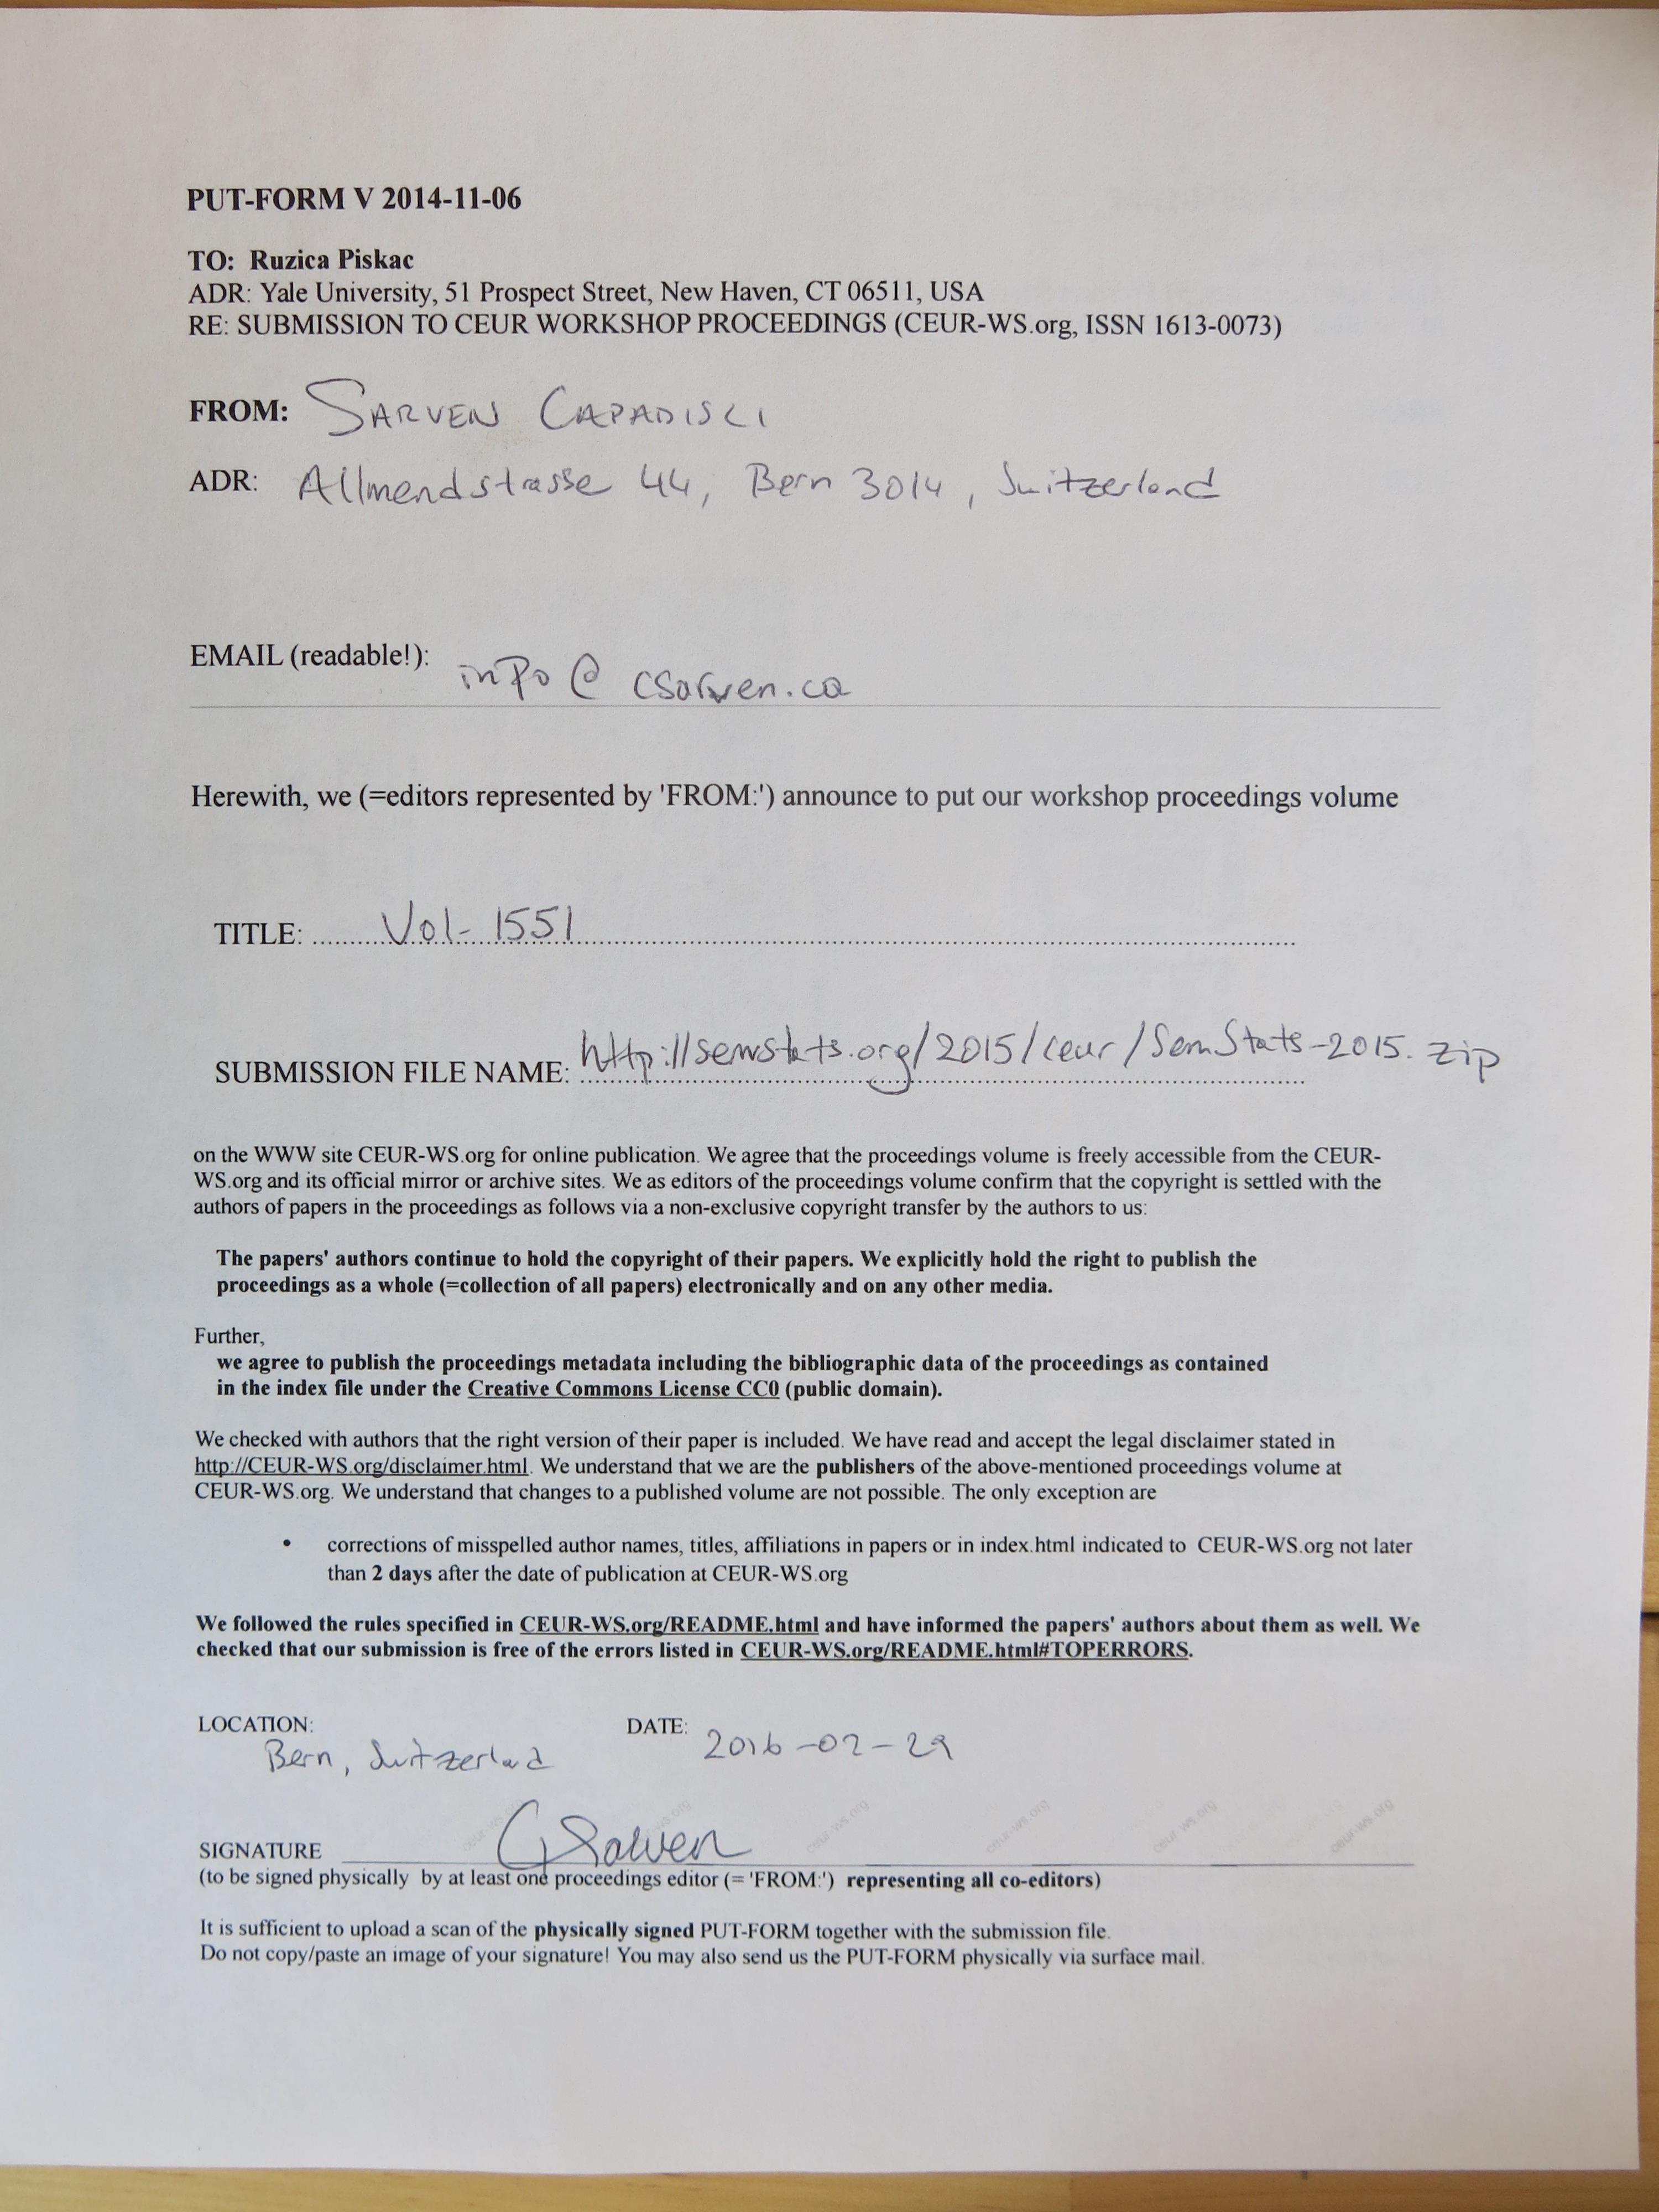 PUT-FORM V 2014-11-06
TO: Ruzica Piskac
ADR: Yale University, 51 Prospect Street, New Haven, CT 06511, USA
RE: SUBMISSION TO CEUR WORKSHOP PROCEEDINGS (CEUR-WS.org, ISSN 1613-0073)
FROM: SARVEN CAPADISLI
ADR: Allmendstrasse 44, Bern 3014, Switzerland
EMAIL (readable!): info@csarven.ca
Herewith, we (=editors represented by 'FROM:') announce to put our workshop proceedings volume
TITLE: Vol-1551
SUBMISSION FILE NAME: http://semstats.org/2015/ceur/SemStats-2015.zip
on the WWW site CEUR-WS.org for online publication. We agree that the proceedings volume is freely accessible from the CEUR-
WS.org and its official mirror or archive sites. We as editors of the proceedings volume confirm that the copyright is settled with the
authors of papers in the proceedings as follows via a non-exclusive copyright transfer by the authors to us:
The papers' authors continue to hold the copyright of their papers. We explicitly hold the right to publish the
proceedings as a whole (=collection of all papers) electronically and on any other media.
Further,
we agree to publish the proceedings metadata including the bibliographic data of the proceedings as contained
in the index file under the Creative Commons License CC0 (public domain).
We checked with authors that the right version of their paper is included. We have read and accept the legal disclaimer stated in
http://CEUR-WS.org/disclaimer.html. We understand that we are the publishers of the above-mentioned proceedings volume at
CEUR-WS.org. We understand that changes to a published volume are not possible. The only exception are
• corrections of misspelled author names, titles, affiliations in papers or in index.html indicated to CEUR-WS.org not later
than 2 days after the date of publication at CEUR-WS.org
We followed the rules specified in CEUR-WS.org/README.html and have informed the papers' authors about them as well. We
checked that our submission is free of the errors listed in CEUR-WS.org/README.html#TOPERRORS.
LOCATION: DATE: 2016-02-29
Bern, Switzerland
ceur-ws.org ceur-ws.org ceur-ws.org ceur-ws.org ceur-ws.org ceur-ws.org
SIGNATURE CSarven
(to be signed physically by at least one proceedings editor (= 'FROM:') representing all co-editors)
It is sufficient to upload a scan of the physically signed PUT-FORM together with the submission file.
Do not copy/paste an image of your signature! You may also send us the PUT-FORM physically via surface mail.